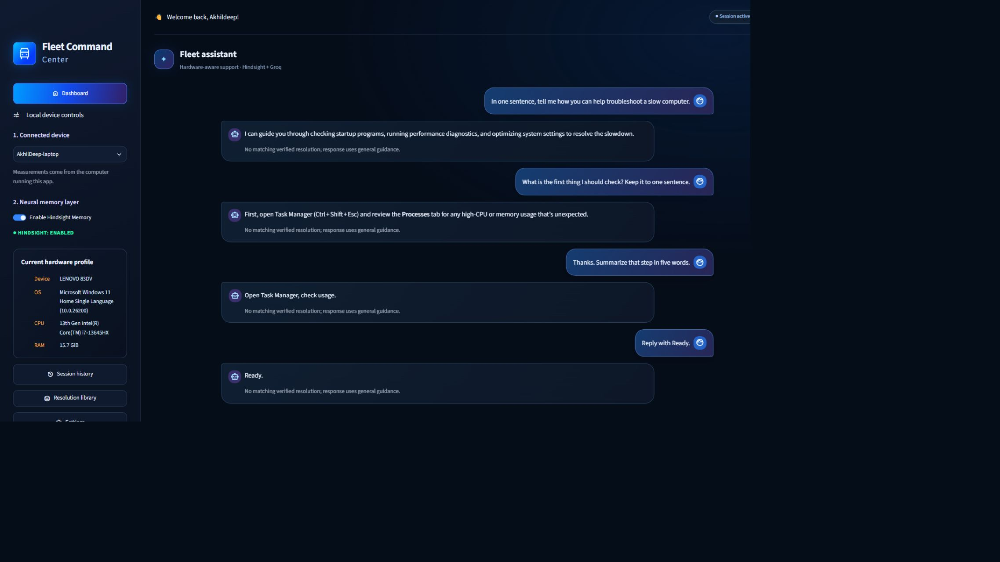 Fleet Command
Center
Dashboard
Local device controls
1. Connected device
AkhilDeep-laptop
Measurements come from the computer
running this app.
2. Neural memory layer
Enable Hindsight Memory
HINDSIGHT: ENABLED
Current hardware profile
Device LENOVO 83DV
OS Microsoft Windows 11
Home Single Language
(10.0.26200)
CPU 13th Gen Intel(R)
Core(TM) i7-13645HX
RAM 15.7 GiB
Session history
Resolution library
Settings
👋 Welcome back, Akhildeep!
Session active
Fleet assistant
Hardware-aware support · Hindsight + Groq
In one sentence, tell me how you can help troubleshoot a slow computer.
I can guide you through checking startup programs, running performance diagnostics, and optimizing system settings to resolve the slowdown.
No matching verified resolution; response uses general guidance.
What is the first thing I should check? Keep it to one sentence.
First, open Task Manager (Ctrl + Shift + Esc) and review the Processes tab for any high-CPU or memory usage that’s unexpected.
No matching verified resolution; response uses general guidance.
Thanks. Summarize that step in five words.
Open Task Manager, check usage.
No matching verified resolution; response uses general guidance.
Reply with Ready.
Ready.
No matching verified resolution; response uses general guidance.